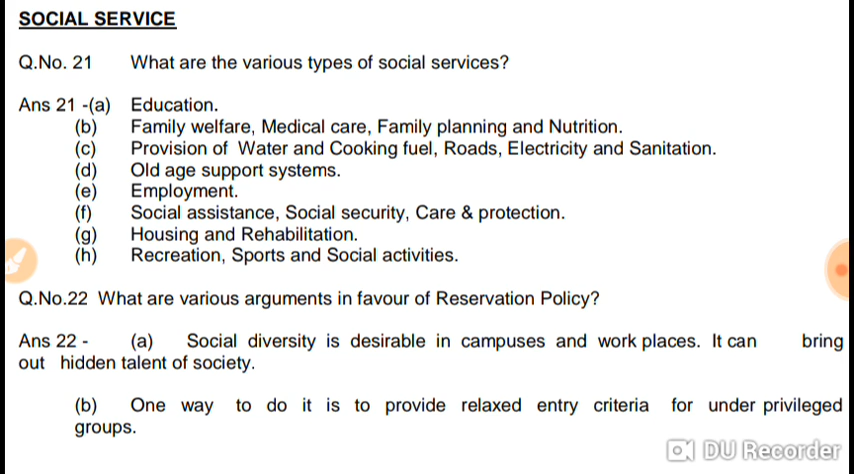 SOCIAL SERVICE
Q.No. 21 What are the various types of social services?
Ans 21 -(a) Education.
(b) Family welfare, Medical care, Family planning and Nutrition.
(c) Provision of Water and Cooking fuel, Roads, Electricity and Sanitation.
(d) Old age support systems.
(e) Employment.
(f) Social assistance, Social security, Care & protection.
(g) Housing and Rehabilitation.
(h) Recreation, Sports and Social activities.
Q.No.22 What are various arguments in favour of Reservation Policy?
Ans 22 - (a) Social diversity is desirable in campuses and work places. It can bring
out hidden talent of society.
(b) One way to do it is to provide relaxed entry criteria for under privileged
groups.
DU Recorder